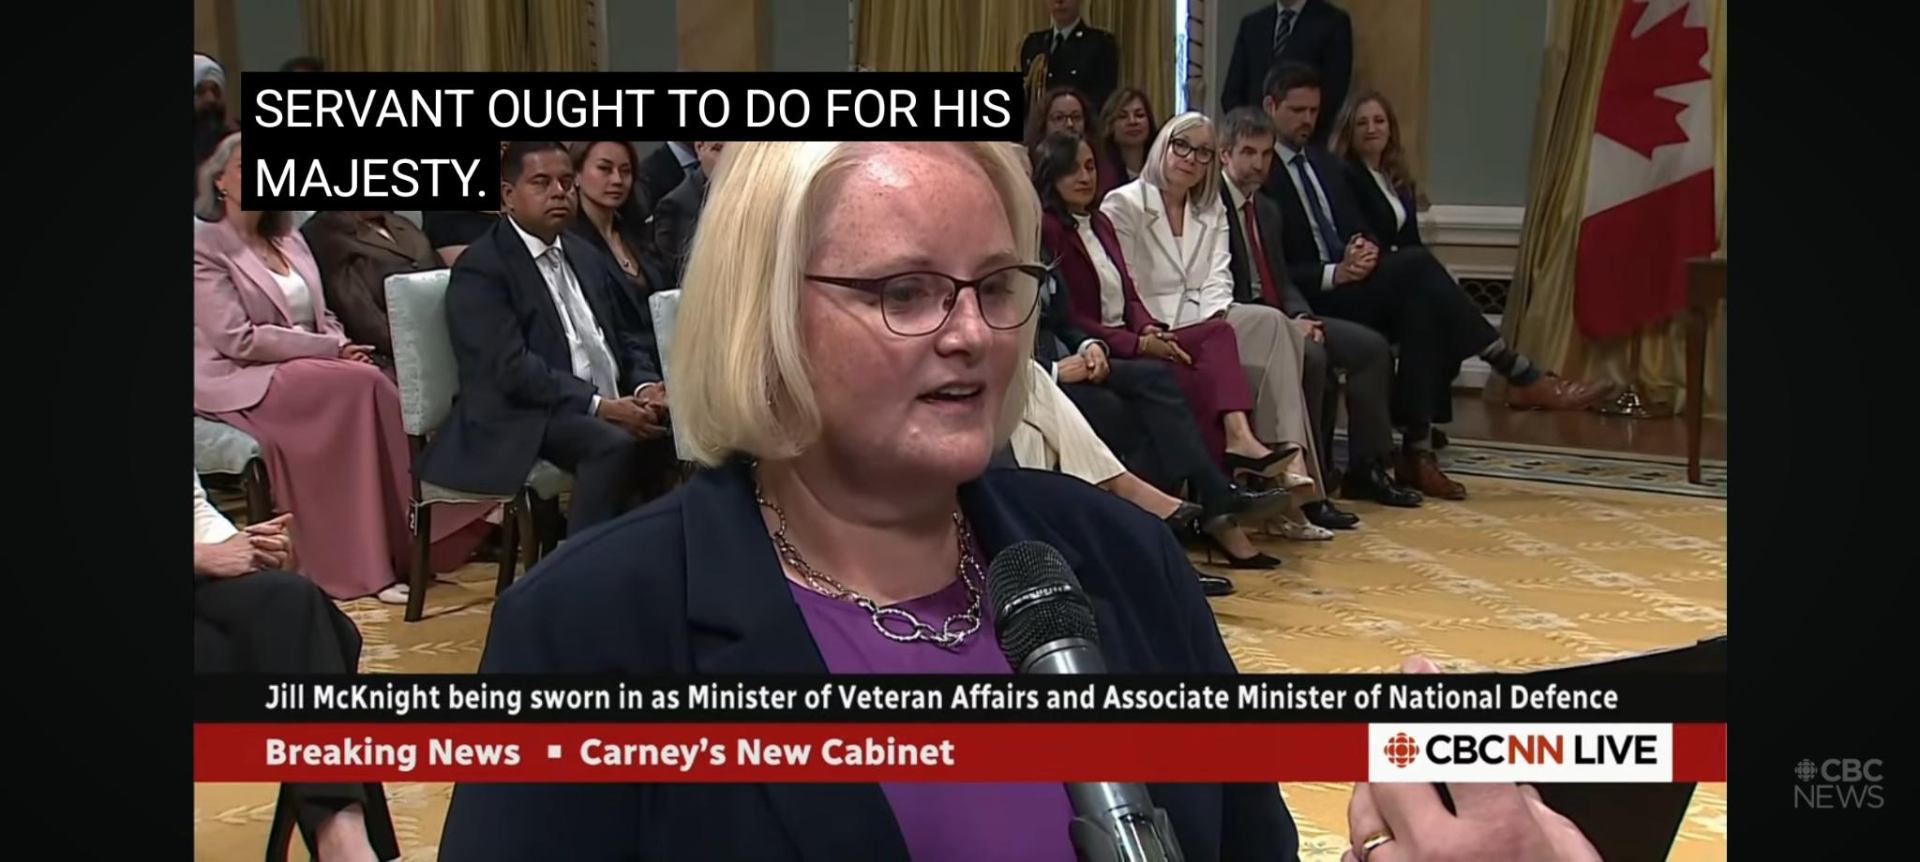 SERVANT OUGHT TO DO FOR HIS
MAJESTY.
Jill McKnight being sworn in as Minister of Veteran Affairs and Associate Minister of National Defence
Breaking News ▪ Carney's New Cabinet
CBCNN LIVE
CBC
NEWS